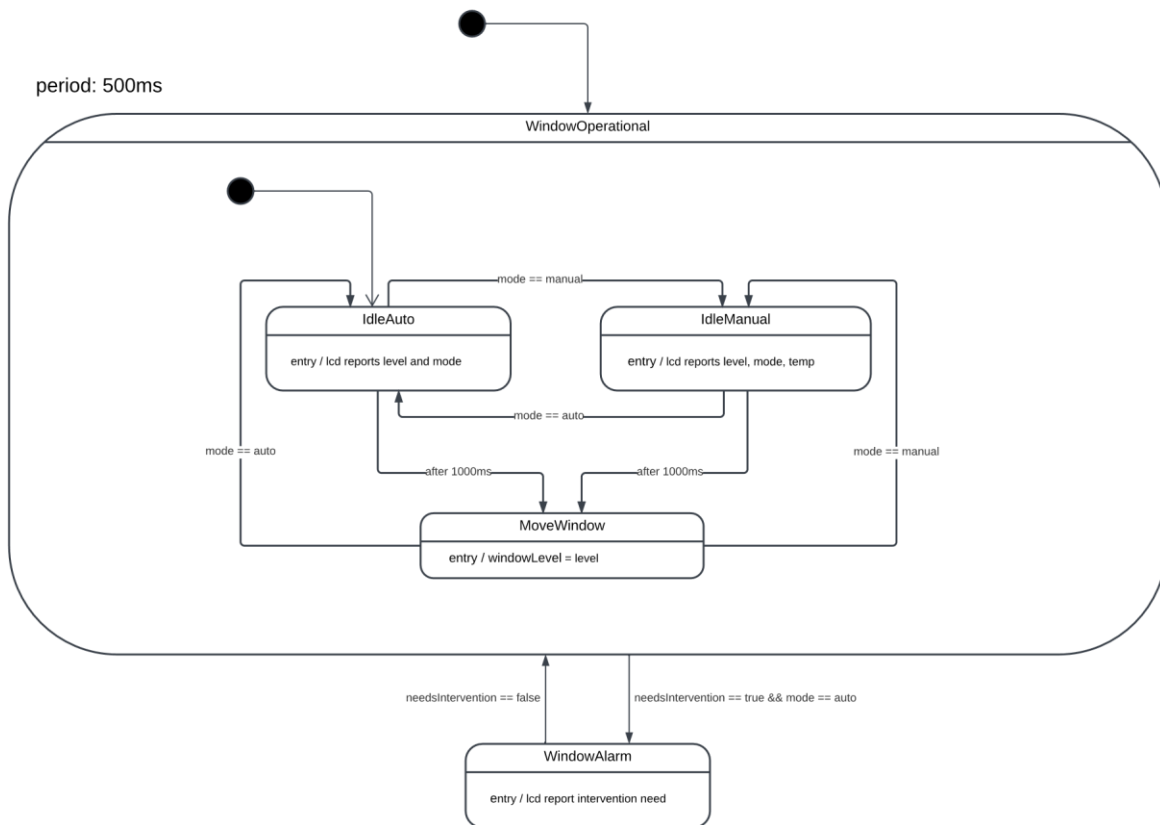 period: 500ms
WindowOperational
mode == manual
IdleAuto
IdleManual
entry / lcd reports level and mode
entry / lcd reports level, mode, temp
mode == auto
mode == auto
mode == manual
after 1000ms
after 1000ms
MoveWindow
entry / windowLevel = level
needsIntervention == false
needsIntervention == true && mode == auto
WindowAlarm
entry / lcd report intervention need